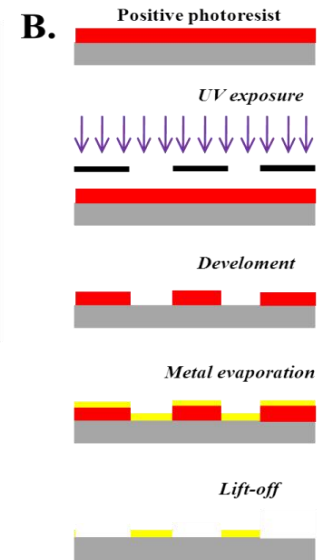 B.
Positive photoresist
UV exposure
Develoment
Metal evaporation
Lift-off